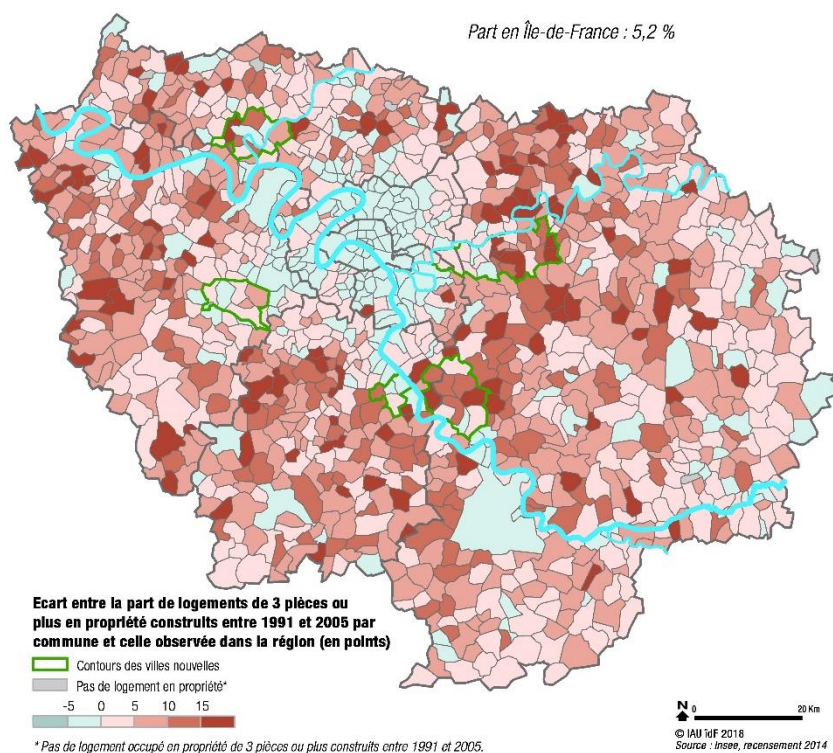 Part en Île-de-France : 5,2 %
Ecart entre la part de logements de 3 pièces ou
plus en propriété construits entre 1991 et 2005 par
commune et celle observée dans la région (en points)
Contours des villes nouvelles
Pas de logement en propriété*
-5 0 5 10 15
* Pas de logement occupé en propriété de 3 pièces ou plus construits entre 1991 et 2005.
N
0 20 Km
© IAU îdF 2018
Source : Insee, recensement 2014